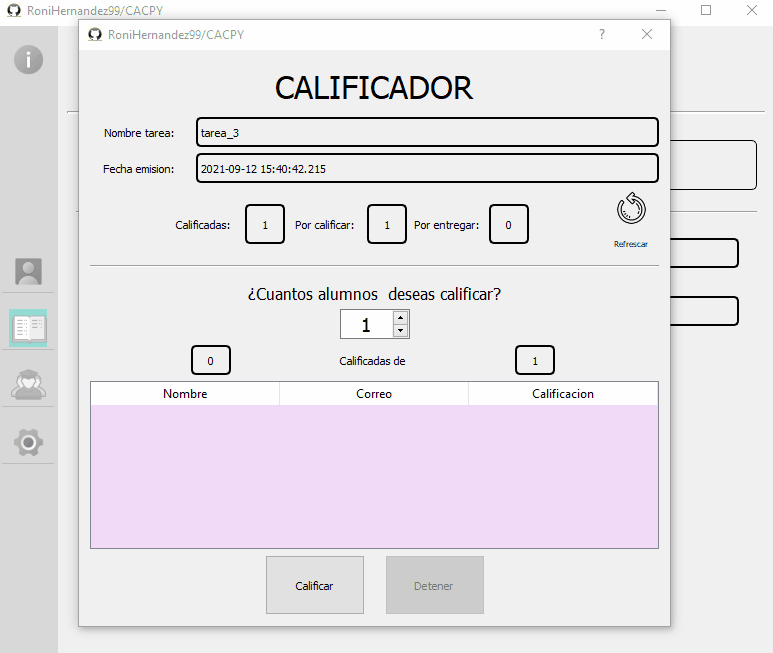 RoniHernandez99/CACPY
RoniHernandez99/CACPY
?
CALIFICADOR
Nombre tarea: tarea_3
Fecha emision: 2021-09-12 15:40:42.215
Calificadas: 1 Por calificar: 1 Por entregar: 0
Refrescar
¿Cuantos alumnos deseas calificar?
1
0 Calificadas de 1
Nombre Correo Calificacion
Calificar Detener